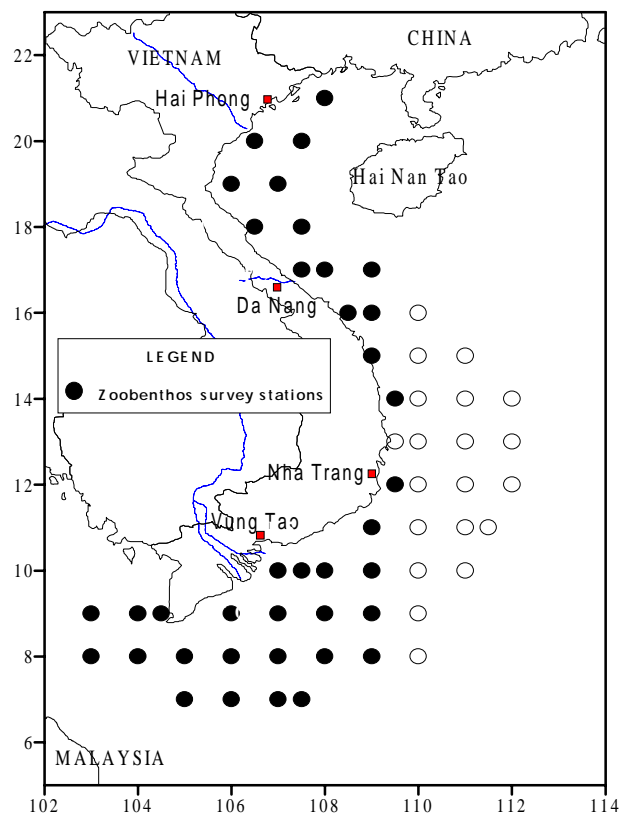 22
CHINA
VIETNAM
Hai Phong
20
Hai Nan Tao
18
16
Da Nang
LEGEND
Zoobenthos survey stations
14
Nha Trang
12
Vung Tao
10
8
6
MALAYSIA
102 104 106 108 110 112 114